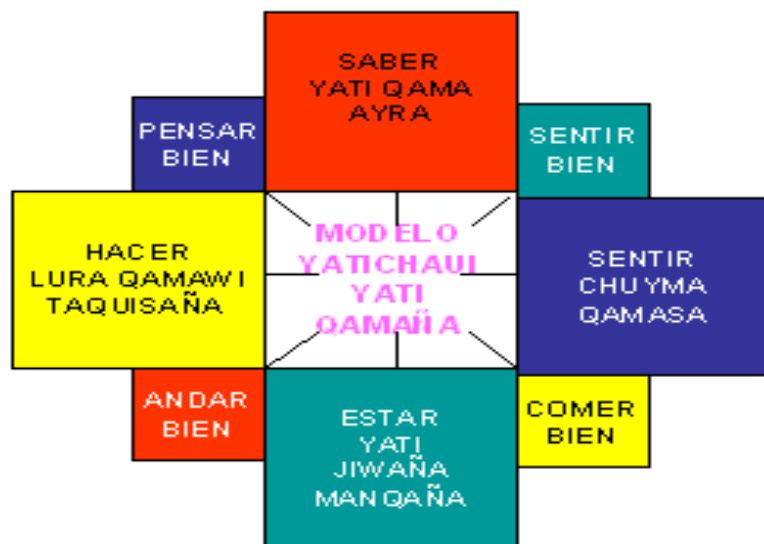 SABER
YATI QAMA
AYRA
PENSAR
BIEN
SENTIR
BIEN
HACER
LURA QAMAWI
TAQUISAÑA
MODELO
YATICHAUI
YATI
QAMAÑA
SENTIR
CHUYMA
QAMASA
ANDAR
BIEN
ESTAR
YATI
JIWAÑA
MANQAÑA
COMER
BIEN